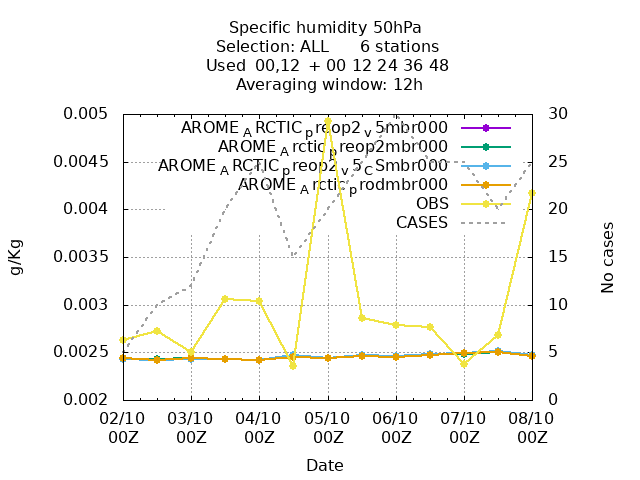 Specific humidity 50hPa
Selection: ALL 6 stations
Used 00,12 + 00 12 24 36 48
Averaging window: 12h
0.005 30
AROME_ARCTIC_preop2_v5mbr000
AROME_Arctic_preop2mbr000
0.0045 25
AROME_ARCTIC_preop2_v5_CSmbr000
AROME_Arctic_prodmbr000
0.004 20
OBS
CASES
0.0035 15
0.003 10
0.0025 5
0.002 0
g/Kg
No cases
02/10 03/10 04/10 05/10 06/10 07/10 08/10
00Z 00Z 00Z 00Z 00Z 00Z 00Z
Date